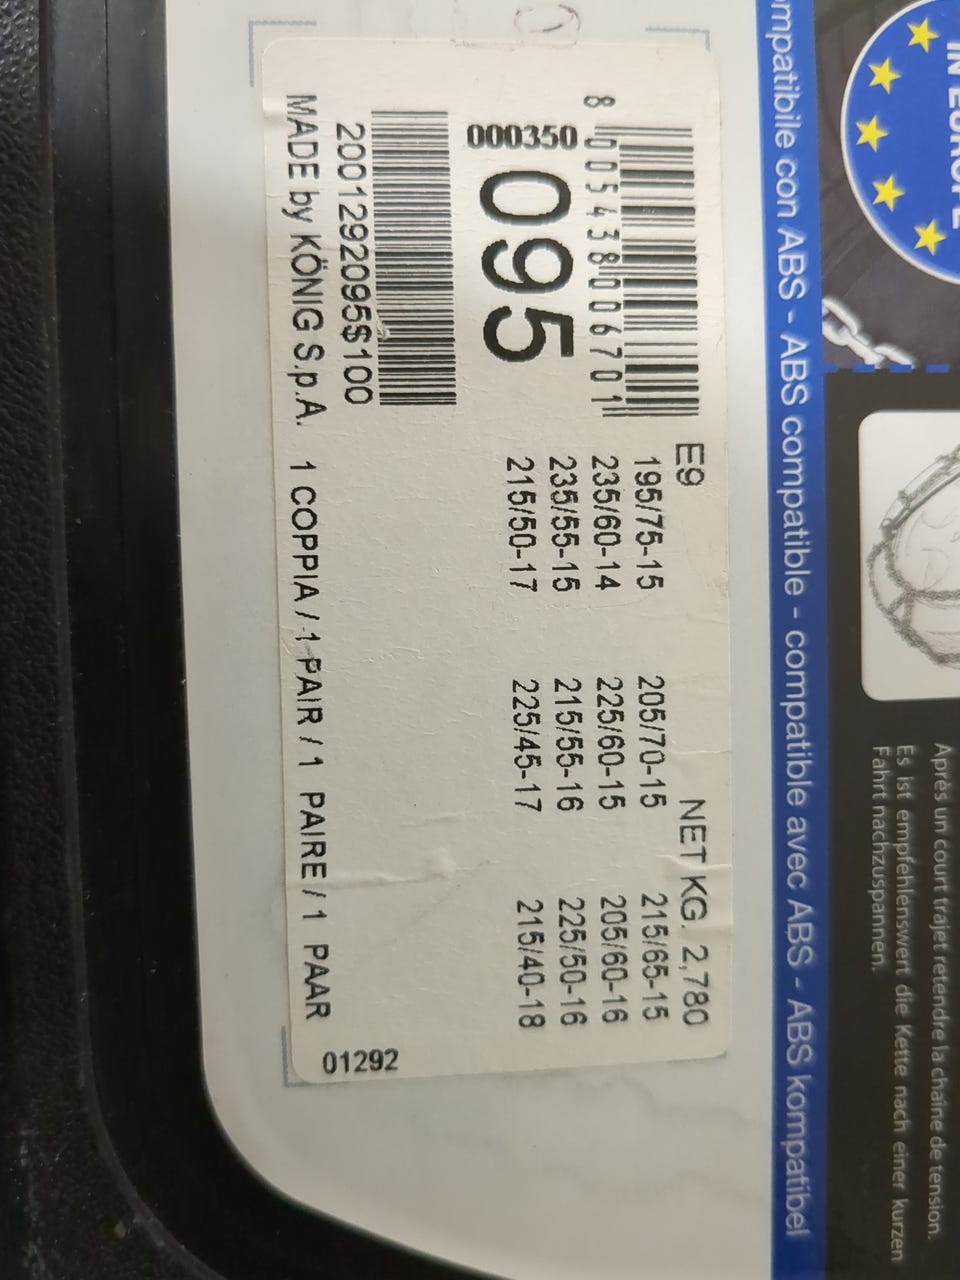 IN EUROPE
ompatibile con ABS - ABS compatible - compatible avec ABS - ABS kompatibel
Après un court trajet retendre la chaîne de tension.
Es ist empfehlenswert die Kette nach einer kurzen
Fahrt nachzuspannen.
E9 NET KG. 2,780
195/75-15 205/70-15 215/65-15
235/60-14 225/60-15 205/60-16
235/55-15 215/55-16 225/50-16
215/50-17 225/45-17 215/40-18
8 005438 006701
000350
095
2001292095$100
MADE by KÖNIG S.p.A. 1 COPPIA / 1 PAIR / 1 PAIRE / 1 PAAR
01292